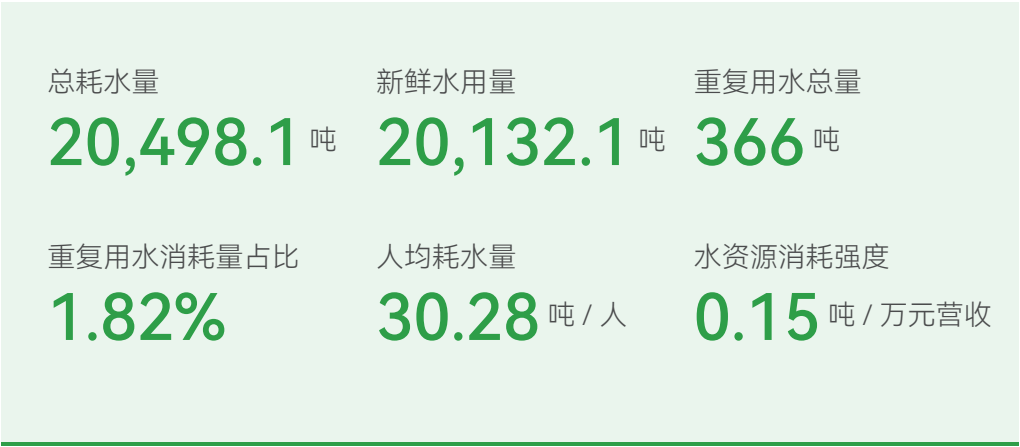 总耗水量
20,498.1 吨
新鲜水用量
20,132.1 吨
重复用水总量
366 吨
重复用水消耗量占比
1.82%
人均耗水量
30.28 吨 / 人
水资源消耗强度
0.15 吨 / 万元营收